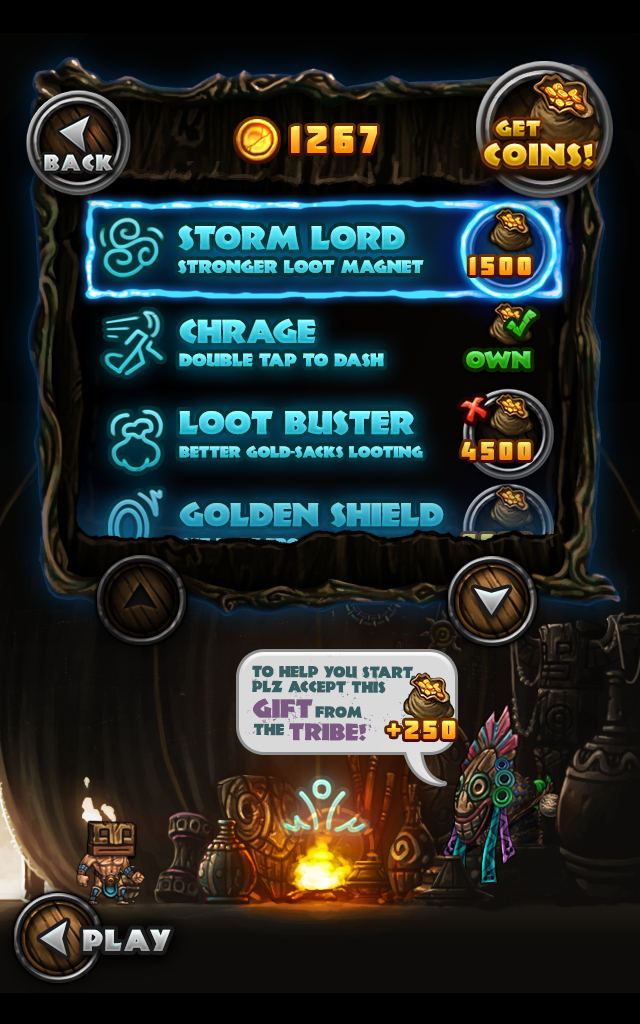 BACK
1267
GET
COINS!
STORM LORD
STRONGER LOOT MAGNET
1500
CHRAGE
DOUBLE TAP TO DASH
OWN
LOOT BUSTER
BETTER GOLD-SACKS LOOTING
4500
GOLDEN SHIELD
TO HELP YOU START
PLZ ACCEPT THIS
GIFT FROM
THE TRIBE!
+250
PLAY